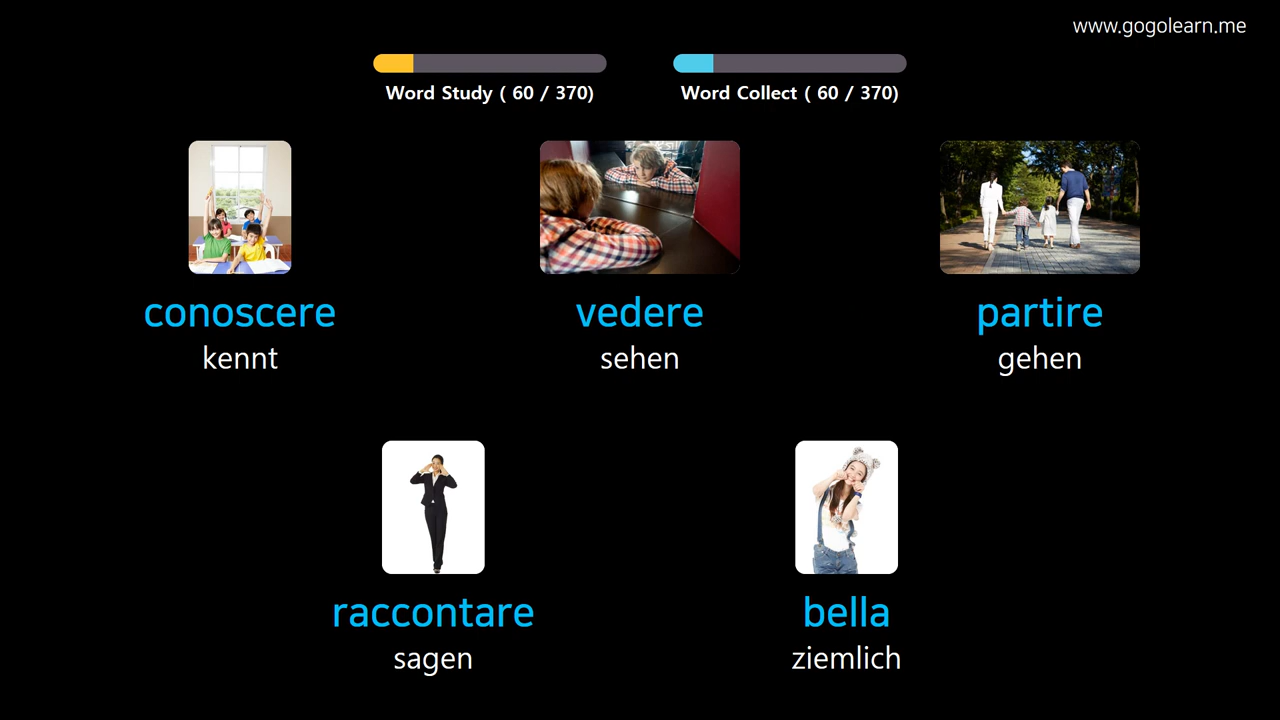 www.gogolearn.me
Word Study ( 60 / 370)
Word Collect ( 60 / 370)
conoscere
kennt
vedere
sehen
partire
gehen
raccontare
sagen
bella
ziemlich